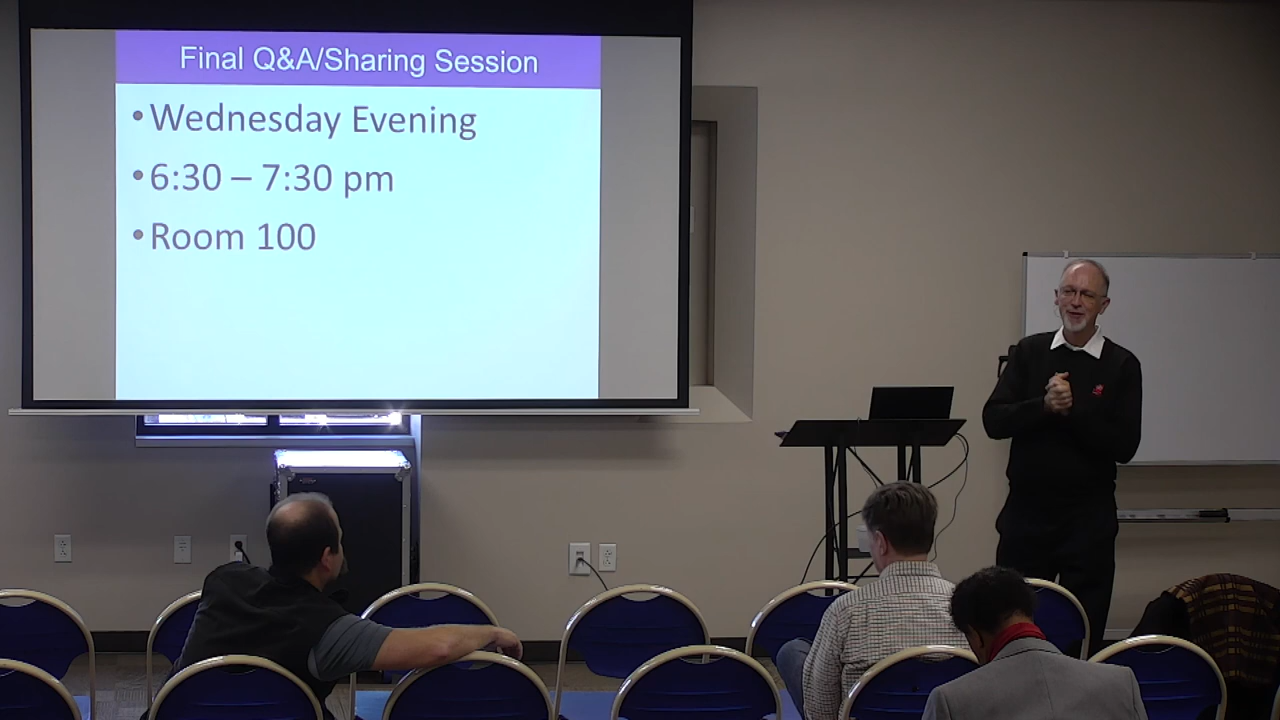 Final Q&A/Sharing Session
•Wednesday Evening
•6:30 – 7:30 pm
•Room 100